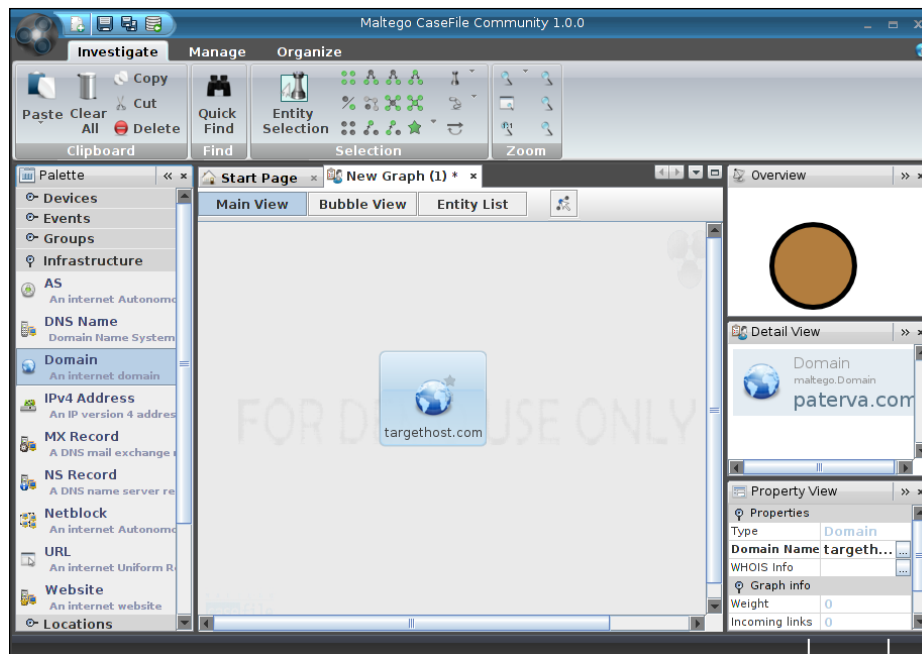 Maltego CaseFile Community 1.0.0
Investigate Manage Organize
Paste
Clear All
Copy
Cut
Delete
Clipboard
Quick Find
Find
Entity Selection
Selection
Zoom
Palette
Devices
Events
Groups
Infrastructure
AS
An internet Autonomo
DNS Name
Domain Name System
Domain
An internet domain
IPv4 Address
An IP version 4 addres
MX Record
A DNS mail exchange r
NS Record
A DNS name server re
Netblock
An internet Autonomo
URL
An internet Uniform R
Website
An internet website
Locations
Start Page
New Graph (1) *
Main View Bubble View Entity List
targethost.com
Overview
Detail View
Domain
maltego.Domain
paterva.com
Property View
Properties
Type Domain
Domain Name targeth...
WHOIS Info
Graph info
Weight 0
Incoming links 0